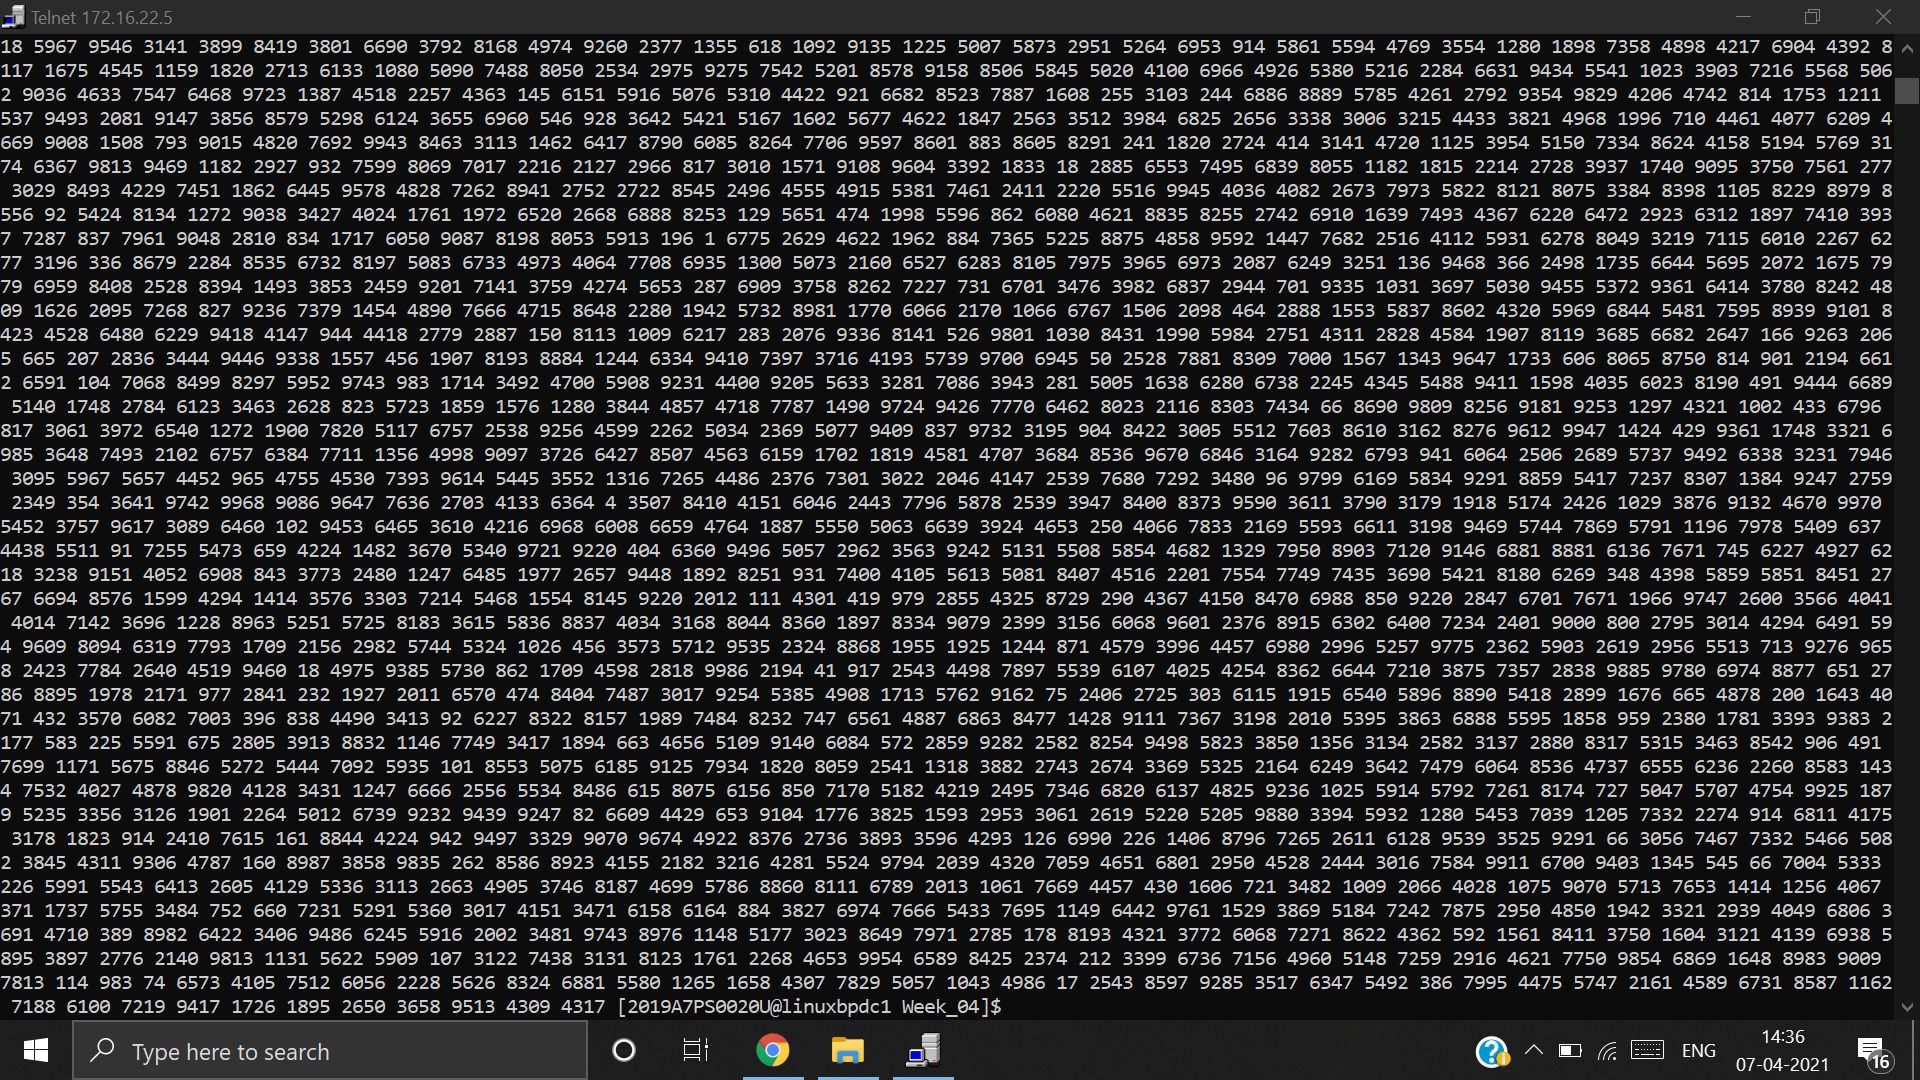 Telnet 172.16.22.5
18 5967 9546 3141 3899 8419 3801 6690 3792 8168 4974 9260 2377 1355 618 1092 9135 1225 5007 5873 2951 5264 6953 914 5861 5594 4769 3554 1280 1898 7358 4898 4217 6904 4392 8
117 1675 4545 1159 1820 2713 6133 1080 5090 7488 8050 2534 2975 9275 7542 5201 8578 9158 8506 5845 5020 4100 6966 4926 5380 5216 2284 6631 9434 5541 1023 3903 7216 5568 506
2 9036 4633 7547 6468 9723 1387 4518 2257 4363 145 6151 5916 5076 5310 4422 921 6682 8523 7887 1608 255 3103 244 6886 8889 5785 4261 2792 9354 9829 4206 4742 814 1753 1211
537 9493 2081 9147 3856 8579 5298 6124 3655 6960 546 928 3642 5421 5167 1602 5677 4622 1847 2563 3512 3984 6825 2656 3338 3006 3215 4433 3821 4968 1996 710 4461 4077 6209 4
669 9008 1508 793 9015 4820 7692 9943 8463 3113 1462 6417 8790 6085 8264 7706 9597 8601 883 8605 8291 241 1820 2724 414 3141 4720 1125 3954 5150 7334 8624 4158 5194 5769 31
74 6367 9813 9469 1182 2927 932 7599 8069 7017 2216 2127 2966 817 3010 1571 9108 9604 3392 1833 18 2885 6553 7495 6839 8055 1182 1815 2214 2728 3937 1740 9095 3750 7561 277
3029 8493 4229 7451 1862 6445 9578 4828 7262 8941 2752 2722 8545 2496 4555 4915 5381 7461 2411 2220 5516 9945 4036 4082 2673 7973 5822 8121 8075 3384 8398 1105 8229 8979 8
556 92 5424 8134 1272 9038 3427 4024 1761 1972 6520 2668 6888 8253 129 5651 474 1998 5596 862 6080 4621 8835 8255 2742 6910 1639 7493 4367 6220 6472 2923 6312 1897 7410 393
7 7287 837 7961 9048 2810 834 1717 6050 9087 8198 8053 5913 196 1 6775 2629 4622 1962 884 7365 5225 8875 4858 9592 1447 7682 2516 4112 5931 6278 8049 3219 7115 6010 2267 62
77 3196 336 8679 2284 8535 6732 8197 5083 6733 4973 4064 7708 6935 1300 5073 2160 6527 6283 8105 7975 3965 6973 2087 6249 3251 136 9468 366 2498 1735 6644 5695 2072 1675 79
79 6959 8408 2528 8394 1493 3853 2459 9201 7141 3759 4274 5653 287 6909 3758 8262 7227 731 6701 3476 3982 6837 2944 701 9335 1031 3697 5030 9455 5372 9361 6414 3780 8242 48
09 1626 2095 7268 827 9236 7379 1454 4890 7666 4715 8648 2280 1942 5732 8981 1770 6066 2170 1066 6767 1506 2098 464 2888 1553 5837 8602 4320 5969 6844 5481 7595 8939 9101 8
423 4528 6480 6229 9418 4147 944 4418 2779 2887 150 8113 1009 6217 283 2076 9336 8141 526 9801 1030 8431 1990 5984 2751 4311 2828 4584 1907 8119 3685 6682 2647 166 9263 206
5 665 207 2836 3444 9446 9338 1557 456 1907 8193 8884 1244 6334 9410 7397 3716 4193 5739 9700 6945 50 2528 7881 8309 7000 1567 1343 9647 1733 606 8065 8750 814 901 2194 661
2 6591 104 7068 8499 8297 5952 9743 983 1714 3492 4700 5908 9231 4400 9205 5633 3281 7086 3943 281 5005 1638 6280 6738 2245 4345 5488 9411 1598 4035 6023 8190 491 9444 6689
5140 1748 2784 6123 3463 2628 823 5723 1859 1576 1280 3844 4857 4718 7787 1490 9724 9426 7770 6462 8023 2116 8303 7434 66 8690 9809 8256 9181 9253 1297 4321 1002 433 6796
817 3061 3972 6540 1272 1900 7820 5117 6757 2538 9256 4599 2262 5034 2369 5077 9409 837 9732 3195 904 8422 3005 5512 7603 8610 3162 8276 9612 9947 1424 429 9361 1748 3321 6
985 3648 7493 2102 6757 6384 7711 1356 4998 9097 3726 6427 8507 4563 6159 1702 1819 4581 4707 3684 8536 9670 6846 3164 9282 6793 941 6064 2506 2689 5737 9492 6338 3231 7946
3095 5967 5657 4452 965 4755 4530 7393 9614 5445 3552 1316 7265 4486 2376 7301 3022 2046 4147 2539 7680 7292 3480 96 9799 6169 5834 9291 8859 5417 7237 8307 1384 9247 2759
2349 354 3641 9742 9968 9086 9647 7636 2703 4133 6364 4 3507 8410 4151 6046 2443 7796 5878 2539 3947 8400 8373 9590 3611 3790 3179 1918 5174 2426 1029 3876 9132 4670 9970
5452 3757 9617 3089 6460 102 9453 6465 3610 4216 6968 6008 6659 4764 1887 5550 5063 6639 3924 4653 250 4066 7833 2169 5593 6611 3198 9469 5744 7869 5791 1196 7978 5409 637
4438 5511 91 7255 5473 659 4224 1482 3670 5340 9721 9220 404 6360 9496 5057 2962 3563 9242 5131 5508 5854 4682 1329 7950 8903 7120 9146 6881 8881 6136 7671 745 6227 4927 62
18 3238 9151 4052 6908 843 3773 2480 1247 6485 1977 2657 9448 1892 8251 931 7400 4105 5613 5081 8407 4516 2201 7554 7749 7435 3690 5421 8180 6269 348 4398 5859 5851 8451 27
67 6694 8576 1599 4294 1414 3576 3303 7214 5468 1554 8145 9220 2012 111 4301 419 979 2855 4325 8729 290 4367 4150 8470 6988 850 9220 2847 6701 7671 1966 9747 2600 3566 4041
4014 7142 3696 1228 8963 5251 5725 8183 3615 5836 8837 4034 3168 8044 8360 1897 8334 9079 2399 3156 6068 9601 2376 8915 6302 6400 7234 2401 9000 800 2795 3014 4294 6491 59
4 9609 8094 6319 7793 1709 2156 2982 5744 5324 1026 456 3573 5712 9535 2324 8868 1955 1925 1244 871 4579 3996 4457 6980 2996 5257 9775 2362 5903 2619 2956 5513 713 9276 965
8 2423 7784 2640 4519 9460 18 4975 9385 5730 862 1709 4598 2818 9986 2194 41 917 2543 4498 7897 5539 6107 4025 4254 8362 6644 7210 3875 7357 2838 9885 9780 6974 8877 651 27
86 8895 1978 2171 977 2841 232 1927 2011 6570 474 8404 7487 3017 9254 5385 4908 1713 5762 9162 75 2406 2725 303 6115 1915 6540 5896 8890 5418 2899 1676 665 4878 200 1643 40
71 432 3570 6082 7003 396 838 4490 3413 92 6227 8322 8157 1989 7484 8232 747 6561 4887 6863 8477 1428 9111 7367 3198 2010 5395 3863 6888 5595 1858 959 2380 1781 3393 9383 2
177 583 225 5591 675 2805 3913 8832 1146 7749 3417 1894 663 4656 5109 9140 6084 572 2859 9282 2582 8254 9498 5823 3850 1356 3134 2582 3137 2880 8317 5315 3463 8542 906 491
7699 1171 5675 8846 5272 5444 7092 5935 101 8553 5075 6185 9125 7934 1820 8059 2541 1318 3882 2743 2674 3369 5325 2164 6249 3642 7479 6064 8536 4737 6555 6236 2260 8583 143
4 7532 4027 4878 9820 4128 3431 1247 6666 2556 5534 8486 615 8075 6156 850 7170 5182 4219 2495 7346 6820 6137 4825 9236 1025 5914 5792 7261 8174 727 5047 5707 4754 9925 187
9 5235 3356 3126 1901 2264 5012 6739 9232 9439 9247 82 6609 4429 653 9104 1776 3825 1593 2953 3061 2619 5220 5205 9880 3394 5932 1280 5453 7039 1205 7332 2274 914 6811 4175
3178 1823 914 2410 7615 161 8844 4224 942 9497 3329 9070 9674 4922 8376 2736 3893 3596 4293 126 6990 226 1406 8796 7265 2611 6128 9539 3525 9291 66 3056 7467 7332 5466 508
2 3845 4311 9306 4787 160 8987 3858 9835 262 8586 8923 4155 2182 3216 4281 5524 9794 2039 4320 7059 4651 6801 2950 4528 2444 3016 7584 9911 6700 9403 1345 545 66 7004 5333
226 5991 5543 6413 2605 4129 5336 3113 2663 4905 3746 8187 4699 5786 8860 8111 6789 2013 1061 7669 4457 430 1606 721 3482 1009 2066 4028 1075 9070 5713 7653 1414 1256 4067
371 1737 5755 3484 752 660 7231 5291 5360 3017 4151 3471 6158 6164 884 3827 6974 7666 5433 7695 1149 6442 9761 1529 3869 5184 7242 7875 2950 4850 1942 3321 2939 4049 6806 3
691 4710 389 8982 6422 3406 9486 6245 5916 2002 3481 9743 8976 1148 5177 3023 8649 7971 2785 178 8193 4321 3772 6068 7271 8622 4362 592 1561 8411 3750 1604 3121 4139 6938 5
895 3897 2776 2140 9813 1131 5622 5909 107 3122 7438 3131 8123 1761 2268 4653 9954 6589 8425 2374 212 3399 6736 7156 4960 5148 7259 2916 4621 7750 9854 6869 1648 8983 9009
7813 114 983 74 6573 4105 7512 6056 2228 5626 8324 6881 5580 1265 1658 4307 7829 5057 1043 4986 17 2543 8597 9285 3517 6347 5492 386 7995 4475 5747 2161 4589 6731 8587 1162
7188 6100 7219 9417 1726 1895 2650 3658 9513 4309 4317 [2019A7PS0020U@linuxbpdc1 Week_04]$
Type here to search
ENG
14:36
07-04-2021
16